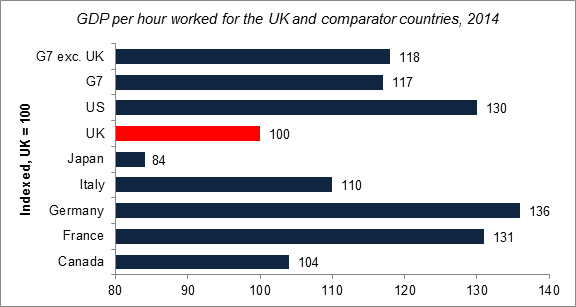 GDP per hour worked for the UK and comparator countries, 2014
Indexed, UK = 100
G7 exc. UK 118
G7 117
US 130
UK 100
Japan 84
Italy 110
Germany 136
France 131
Canada 104
80 90 100 110 120 130 140